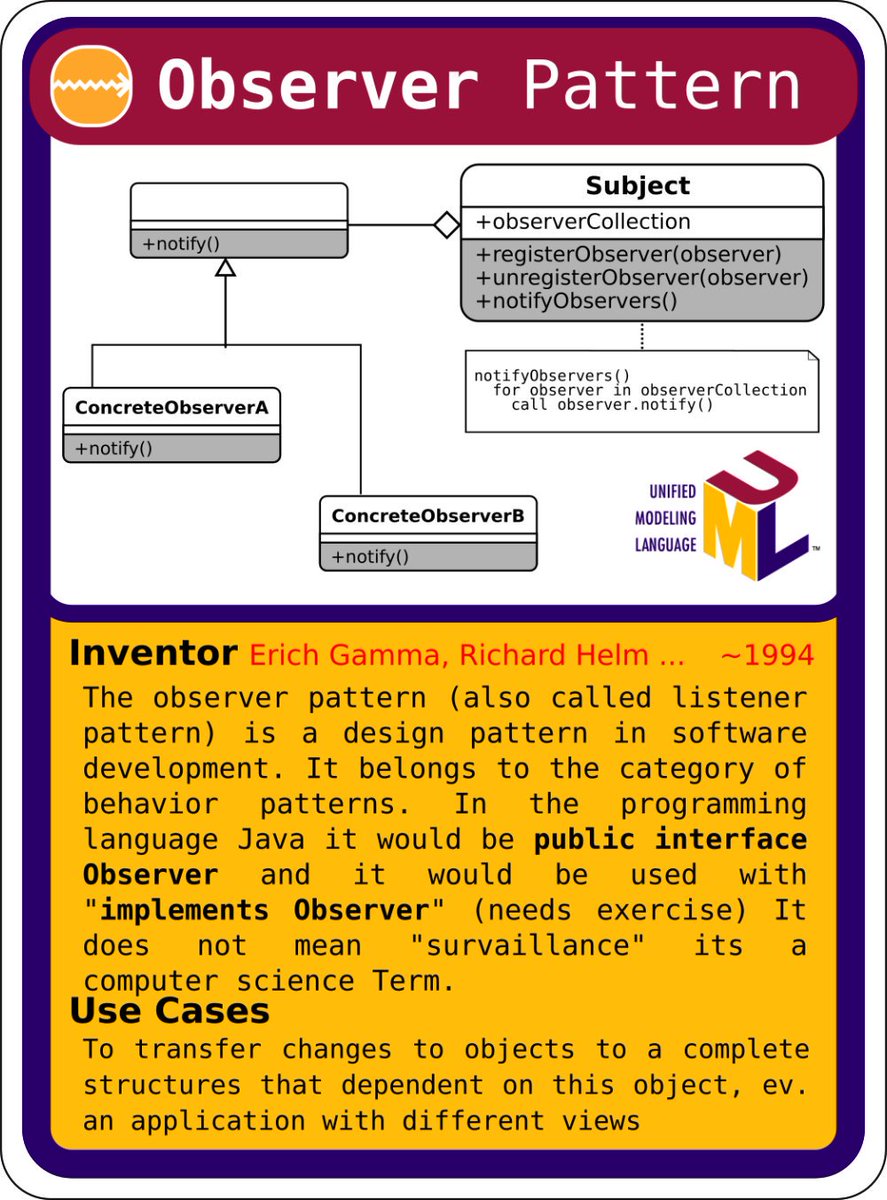 Observer Pattern
+notify()
Subject
+observerCollection
+registerObserver(observer)
+unregisterObserver(observer)
+notifyObservers()
notifyObservers()
for observer in observerCollection
call observer.notify()
ConcreteObserverA
+notify()
ConcreteObserverB
+notify()
UNIFIED
MODELING
LANGUAGE
UML
™
Inventor Erich Gamma, Richard Helm ... ~1994
The observer pattern (also called listener
pattern) is a design pattern in software
development. It belongs to the category of
behavior patterns. In the programming
language Java it would be public interface
Observer and it would be used with
"implements Observer" (needs exercise) It
does not mean "survaillance" its a
computer science Term.
Use Cases
To transfer changes to objects to a complete
structures that dependent on this object, ev.
an application with different views